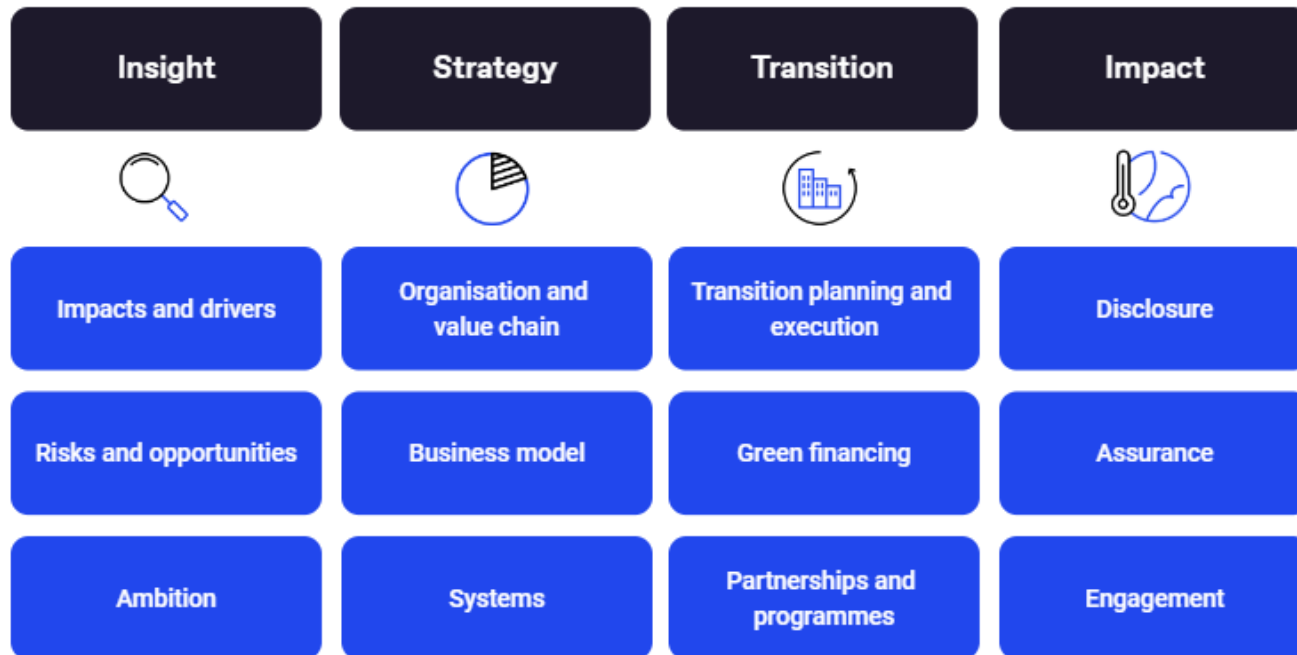 Insight
Strategy
Transition
Impact
Impacts and drivers
Organisation and
value chain
Transition planning and
execution
Disclosure
Risks and opportunities
Business model
Green financing
Assurance
Ambition
Systems
Partnerships and
programmes
Engagement